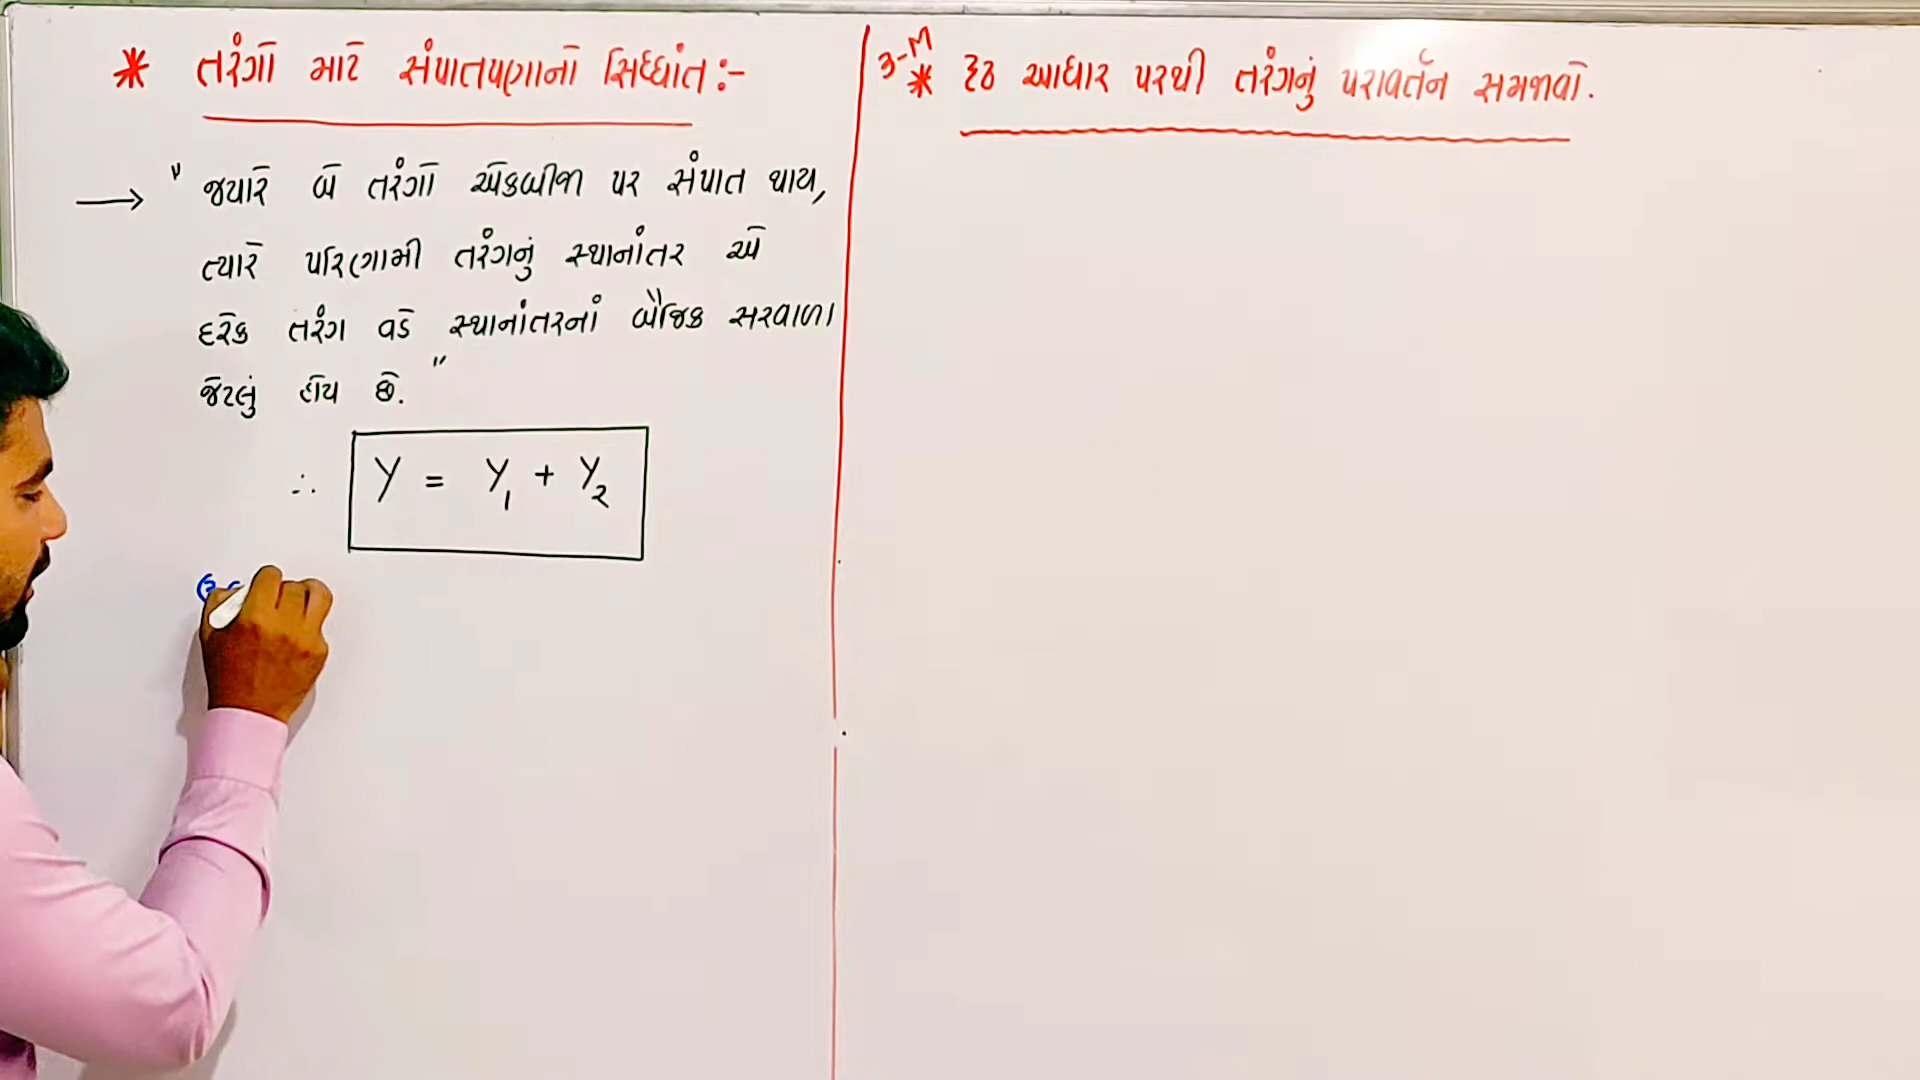 * તરંગો માટે સંપાતપણાનો સિધ્ધાંત :-
→ " જ્યારે બે તરંગો એકબીજા પર સંપાત થાય,
ત્યારે પરિણામી તરંગનું સ્થાનાંતર એ
દરેક તરંગ વડે સ્થાનાંતરનાં બૈજિક સરવાળા
જેટલું હોય છે. "
∴ Y = Y₁ + Y₂
3-M
* દૃઢ આધાર પરથી તરંગનું પરાવર્તન સમજાવો.